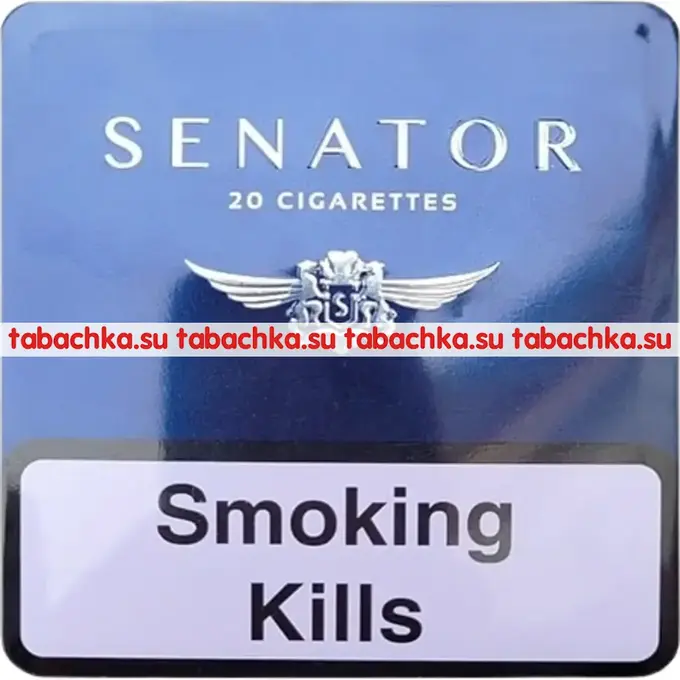 SENATOR
20 CIGARETTES
S
tabachka.su tabachka.su tabachka.su tabachka.su
Smoking
Kills